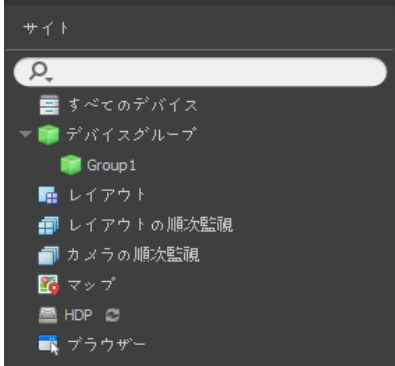 サイト
すべてのデバイス
デバイスグループ
Group1
レイアウト
レイアウトの順次監視
カメラの順次監視
マップ
HDP
ブラウザー